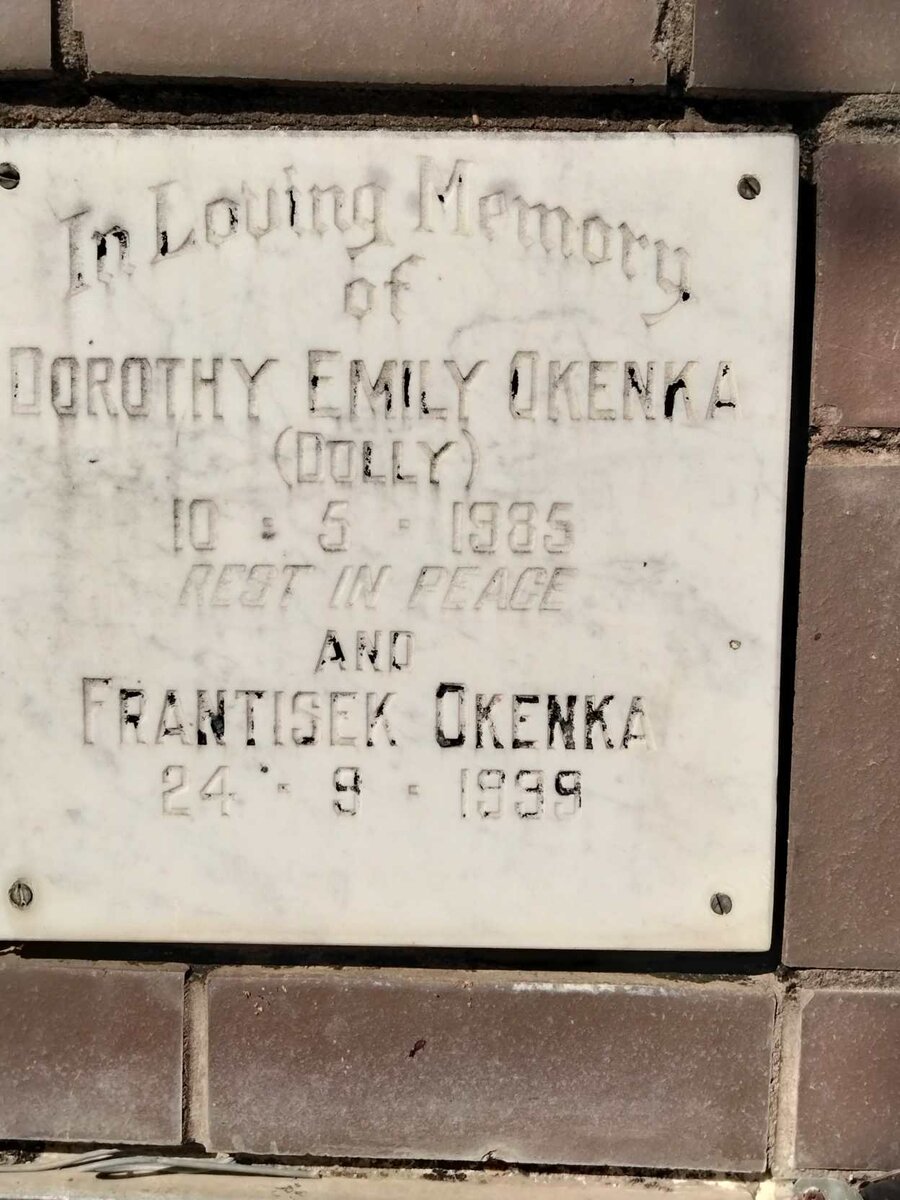 In Loving Memory
of
DOROTHY EMILY OKENKA
(DOLLY)
10 · 5 · 1985
REST IN PEACE
AND
FRANTISEK OKENKA
24 · 9 · 1999